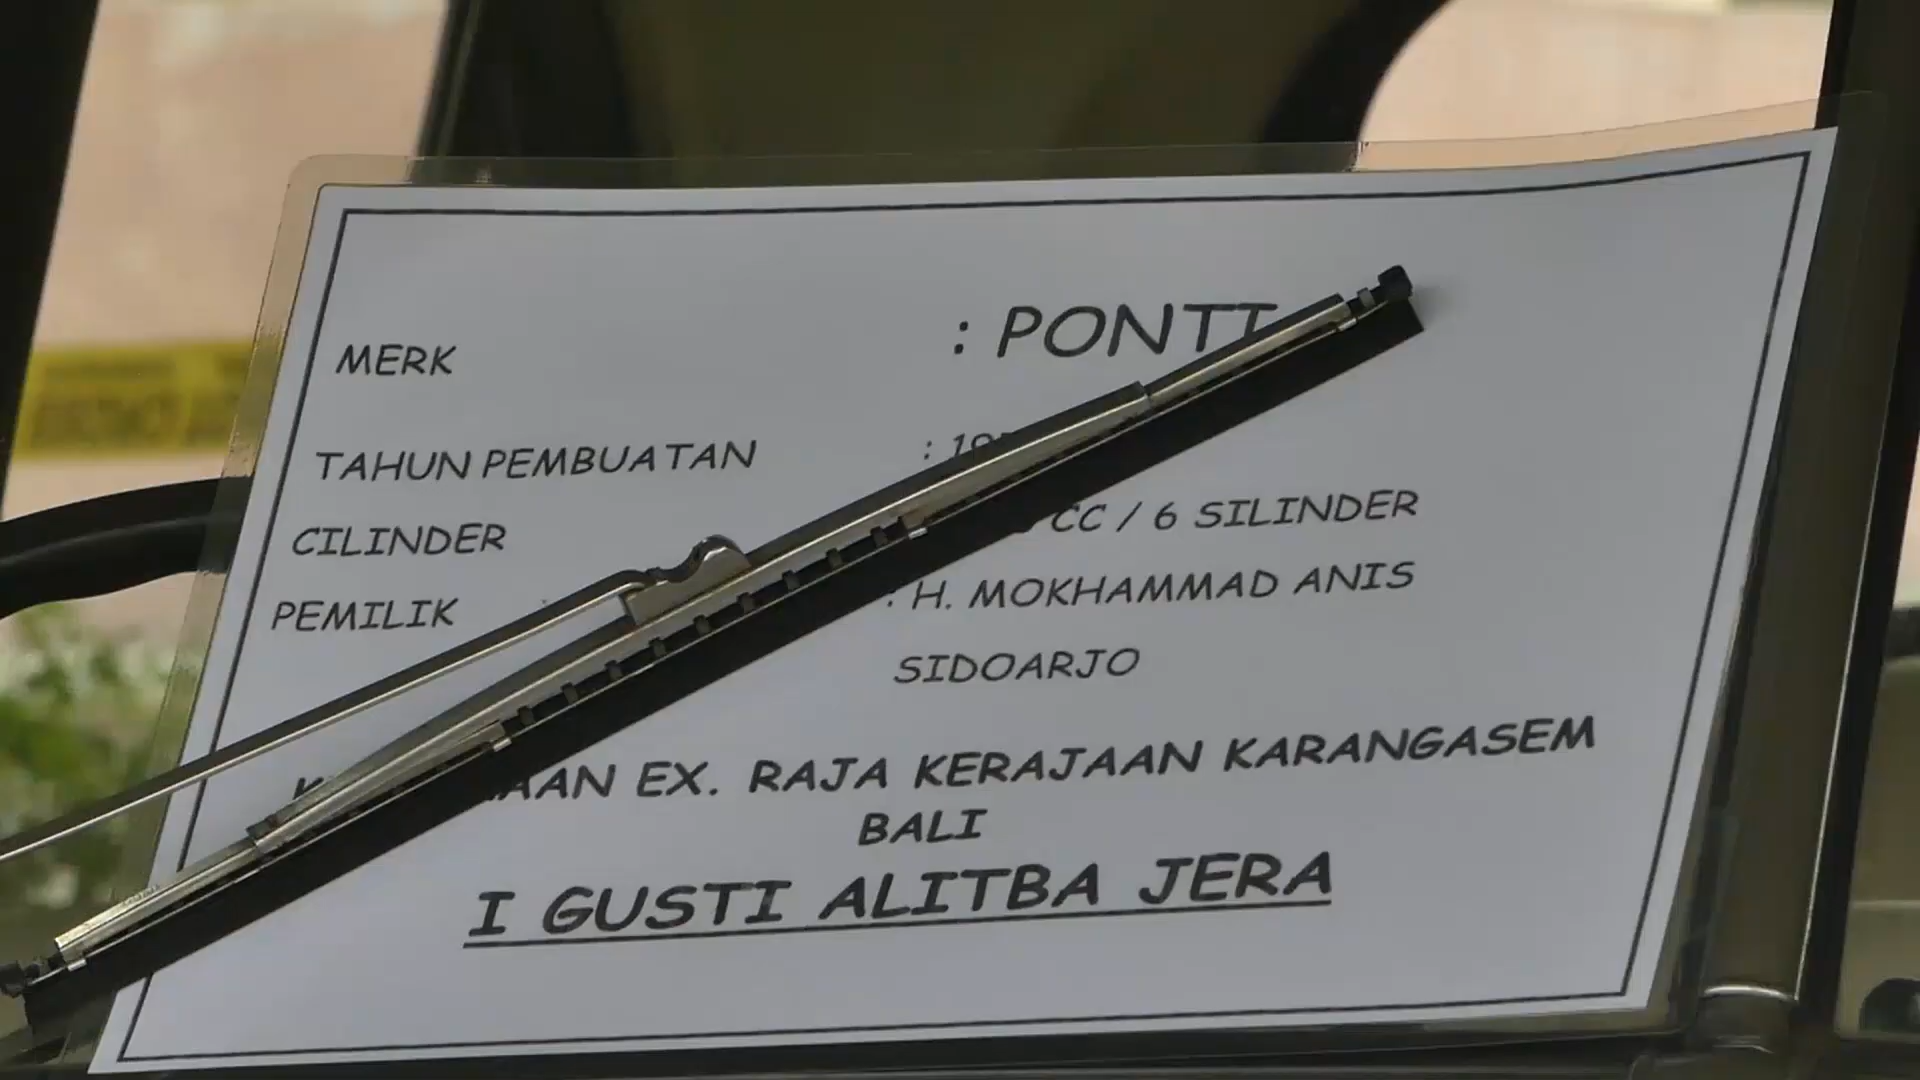 MERK : PONTI
TAHUN PEMBUATAN : 19
CILINDER CC / 6 SILINDER
PEMILIK : H. MOKHAMMAD ANIS
SIDOARJO
EX. RAJA KERAJAAN KARANGASEM
BALI
I GUSTI ALITBA JERA